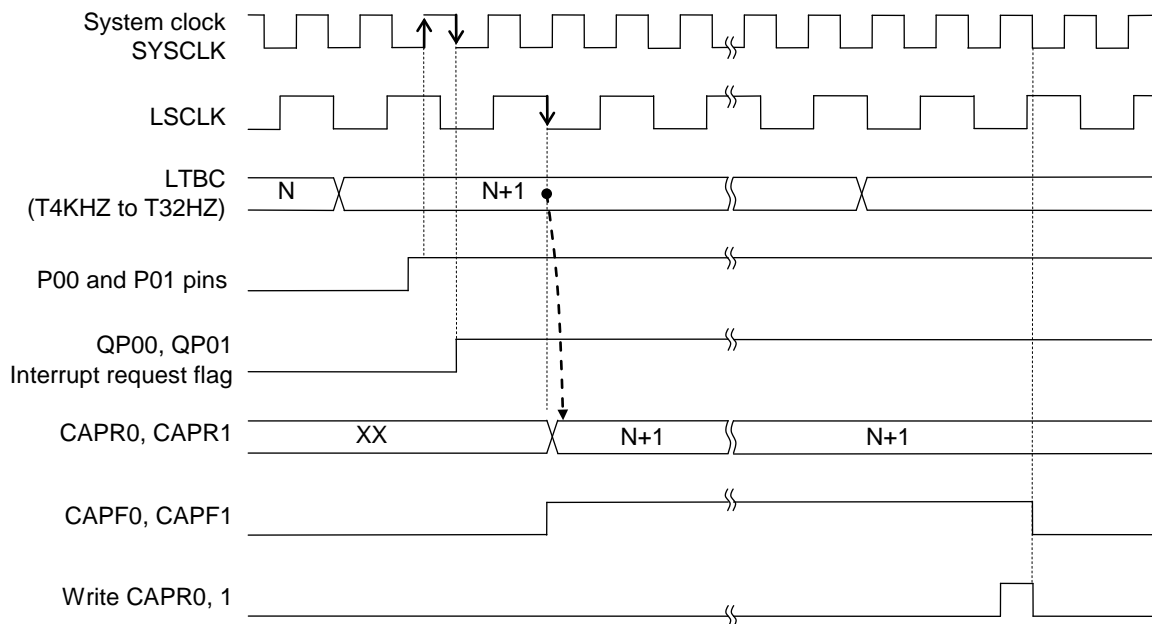 System clock
SYSCLK
LSCLK
LTBC
(T4KHZ to T32HZ)
N
N+1
P00 and P01 pins
QP00, QP01
Interrupt request flag
CAPR0, CAPR1
XX
N+1
N+1
CAPF0, CAPF1
Write CAPR0, 1